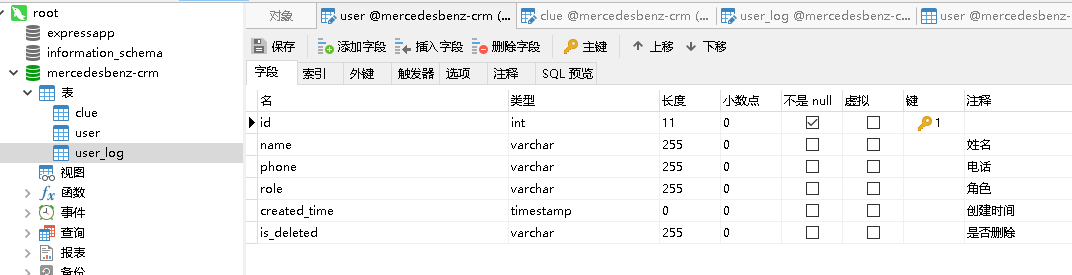 root
expressapp
information_schema
mercedesbenz-crm
表
clue
user
user_log
视图
fx 函数
事件
查询
报表
备份
对象 user @mercedesbenz-crm (... clue @mercedesbenz-crm (... user_log @mercedesbenz-c... user @mercedesbenz-
保存 添加字段 插入字段 删除字段 主键 上移 下移
字段 索引 外键 触发器 选项 注释 SQL 预览
名 类型 长度 小数点 不是 null 虚拟 键 注释
id int 11 0 1
name varchar 255 0 姓名
phone varchar 255 0 电话
role varchar 255 0 角色
created_time timestamp 0 0 创建时间
is_deleted varchar 255 0 是否删除